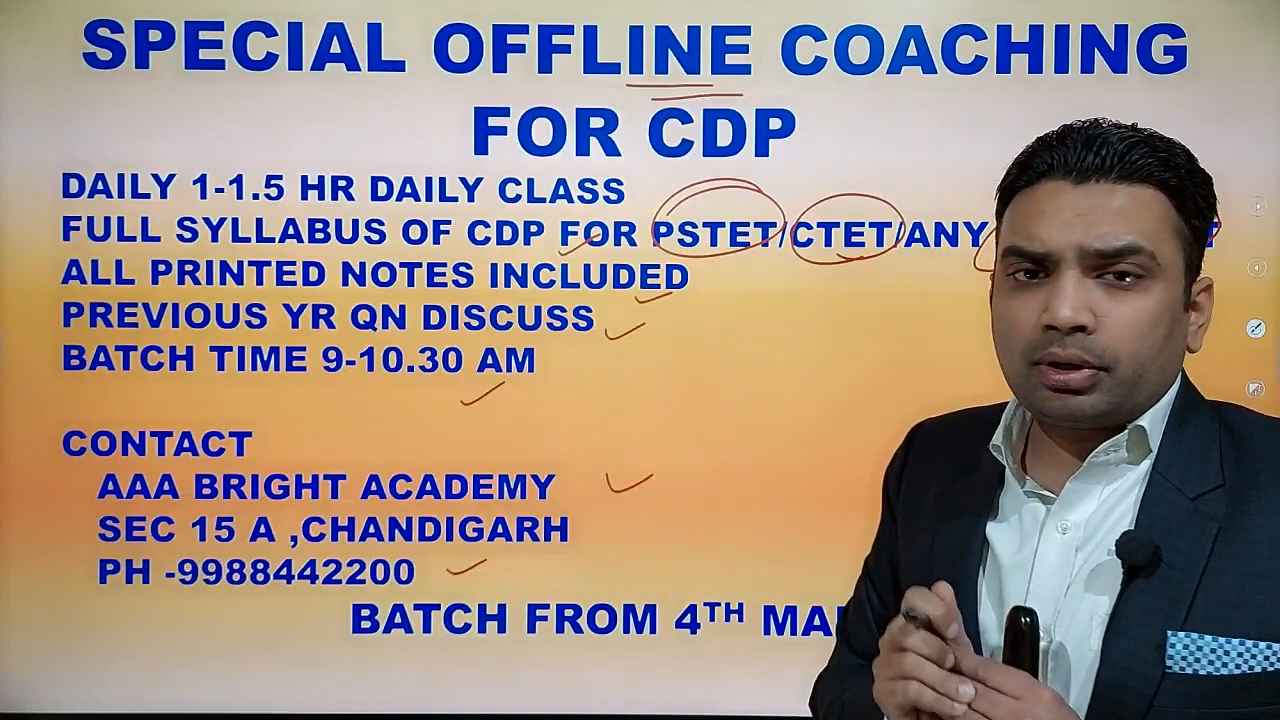 SPECIAL OFFLINE COACHING
FOR CDP
DAILY 1-1.5 HR DAILY CLASS
FULL SYLLABUS OF CDP FOR PSTET/CTET/ANY
ALL PRINTED NOTES INCLUDED
PREVIOUS YR QN DISCUSS
BATCH TIME 9-10.30 AM
CONTACT
AAA BRIGHT ACADEMY
SEC 15 A ,CHANDIGARH
PH -9988442200
BATCH FROM 4TH